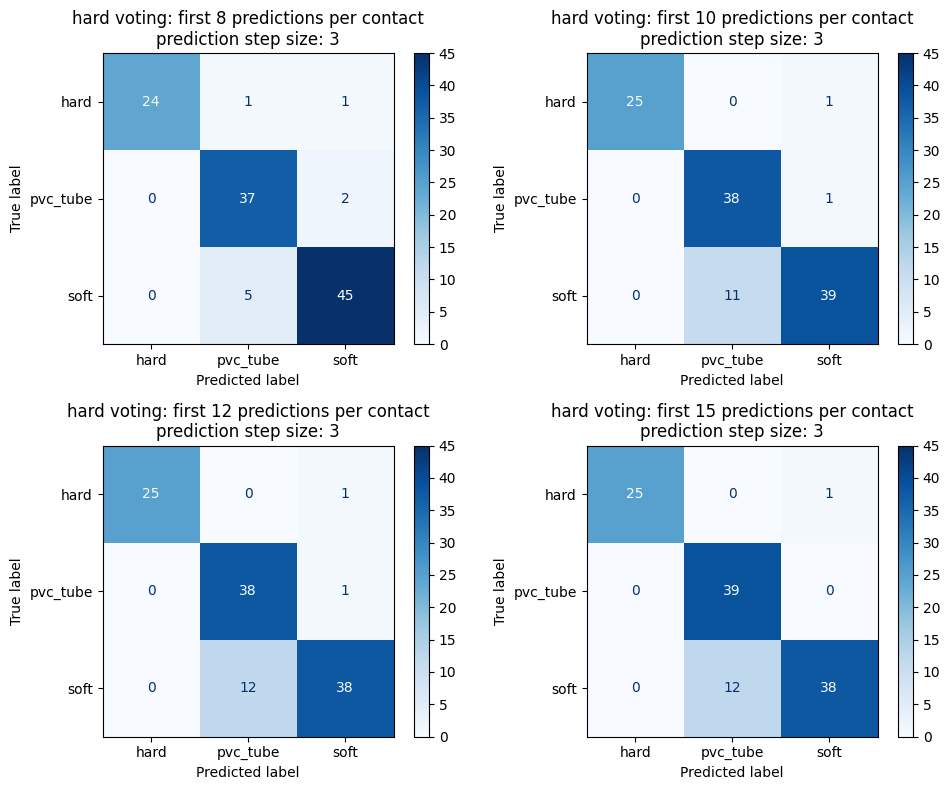 hard voting: first 8 predictions per contact
prediction step size: 3
hard
pvc_tube
soft
True label
24 1 1
0 37 2
0 5 45
hard pvc_tube soft
Predicted label
45
40
35
30
25
20
15
10
5
0
hard voting: first 10 predictions per contact
prediction step size: 3
hard
pvc_tube
soft
True label
25 0 1
0 38 1
0 11 39
hard pvc_tube soft
Predicted label
45
40
35
30
25
20
15
10
5
0
hard voting: first 12 predictions per contact
prediction step size: 3
hard
pvc_tube
soft
True label
25 0 1
0 38 1
0 12 38
hard pvc_tube soft
Predicted label
45
40
35
30
25
20
15
10
5
0
hard voting: first 15 predictions per contact
prediction step size: 3
hard
pvc_tube
soft
True label
25 0 1
0 39 0
0 12 38
hard pvc_tube soft
Predicted label
45
40
35
30
25
20
15
10
5
0